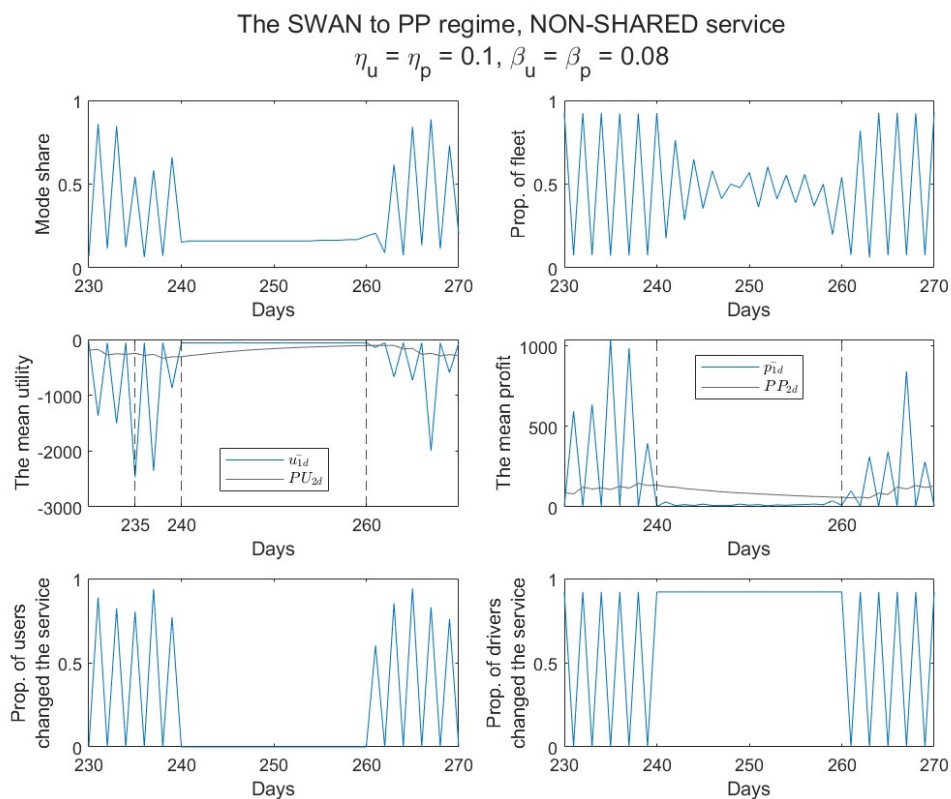 The SWAN to PP regime, NON-SHARED service
η_u = η_p = 0.1, β_u = β_p = 0.08
Mode share
1
0.5
0
230 240 250 260 270
Days
Prop. of fleet
1
0.5
0
230 240 250 260 270
Days
The mean utility
0
-1000
-2000
-3000
235 240 260
Days
u̅_1d
PU_2d
The mean profit
1000
500
0
240 260
Days
p̅_1d
PP_2d
Prop. of users
changed the service
1
0.5
0
230 240 250 260 270
Days
Prop. of drivers
changed the service
1
0.5
0
230 240 250 260 270
Days